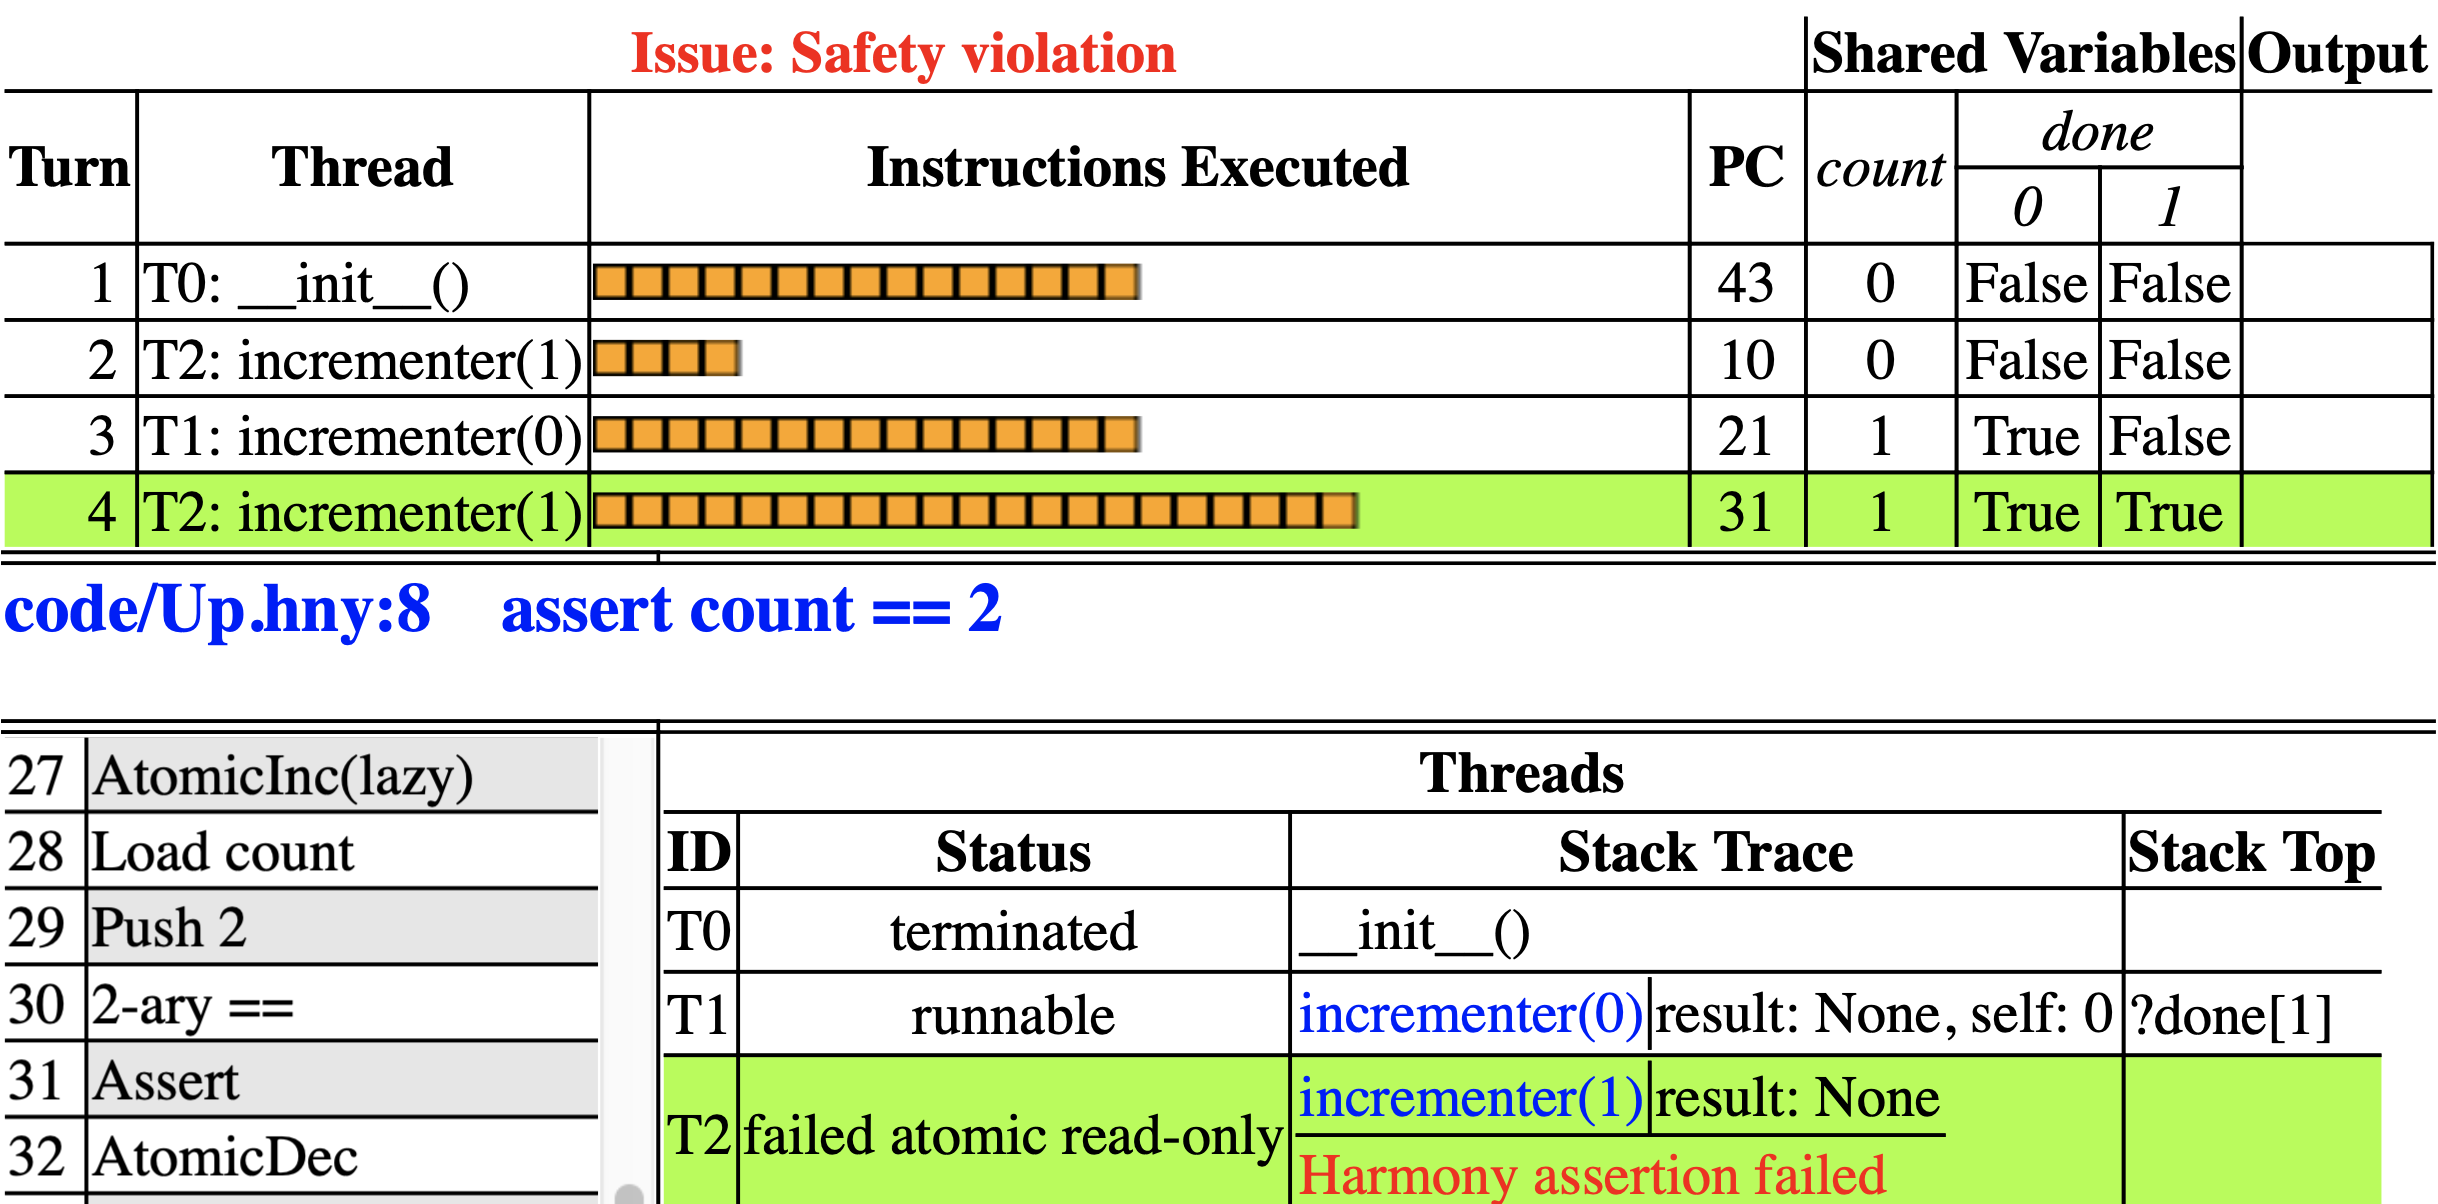 Issue: Safety violation Shared Variables Output
Turn Thread Instructions Executed PC count done
0 1
1 T0: __init__() 43 0 False False
2 T2: incrementer(1) 10 0 False False
3 T1: incrementer(0) 21 1 True False
4 T2: incrementer(1) 31 1 True True
code/Up.hny:8 assert count == 2
27 AtomicInc(lazy)
28 Load count
29 Push 2
30 2-ary ==
31 Assert
32 AtomicDec
Threads
ID Status Stack Trace Stack Top
T0 terminated __init__()
T1 runnable incrementer(0) result: None, self: 0 ?done[1]
T2 failed atomic read-only incrementer(1) result: None
Harmony assertion failed